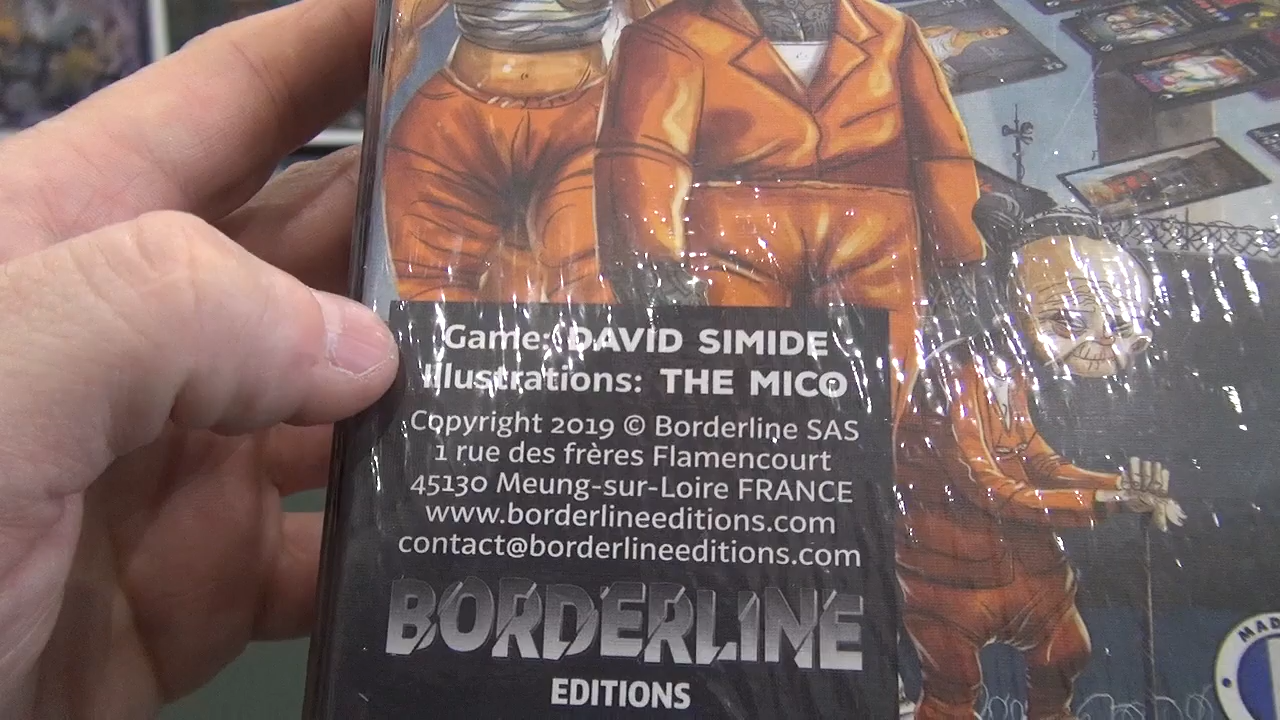 Game: DAVID SIMIDE
Illustrations: THE MICO
Copyright 2019 © Borderline SAS
1 rue des frères Flamencourt
45130 Meung-sur-Loire FRANCE
www.borderlineeditions.com
contact@borderlineeditions.com
BORDERLINE
EDITIONS
MAD